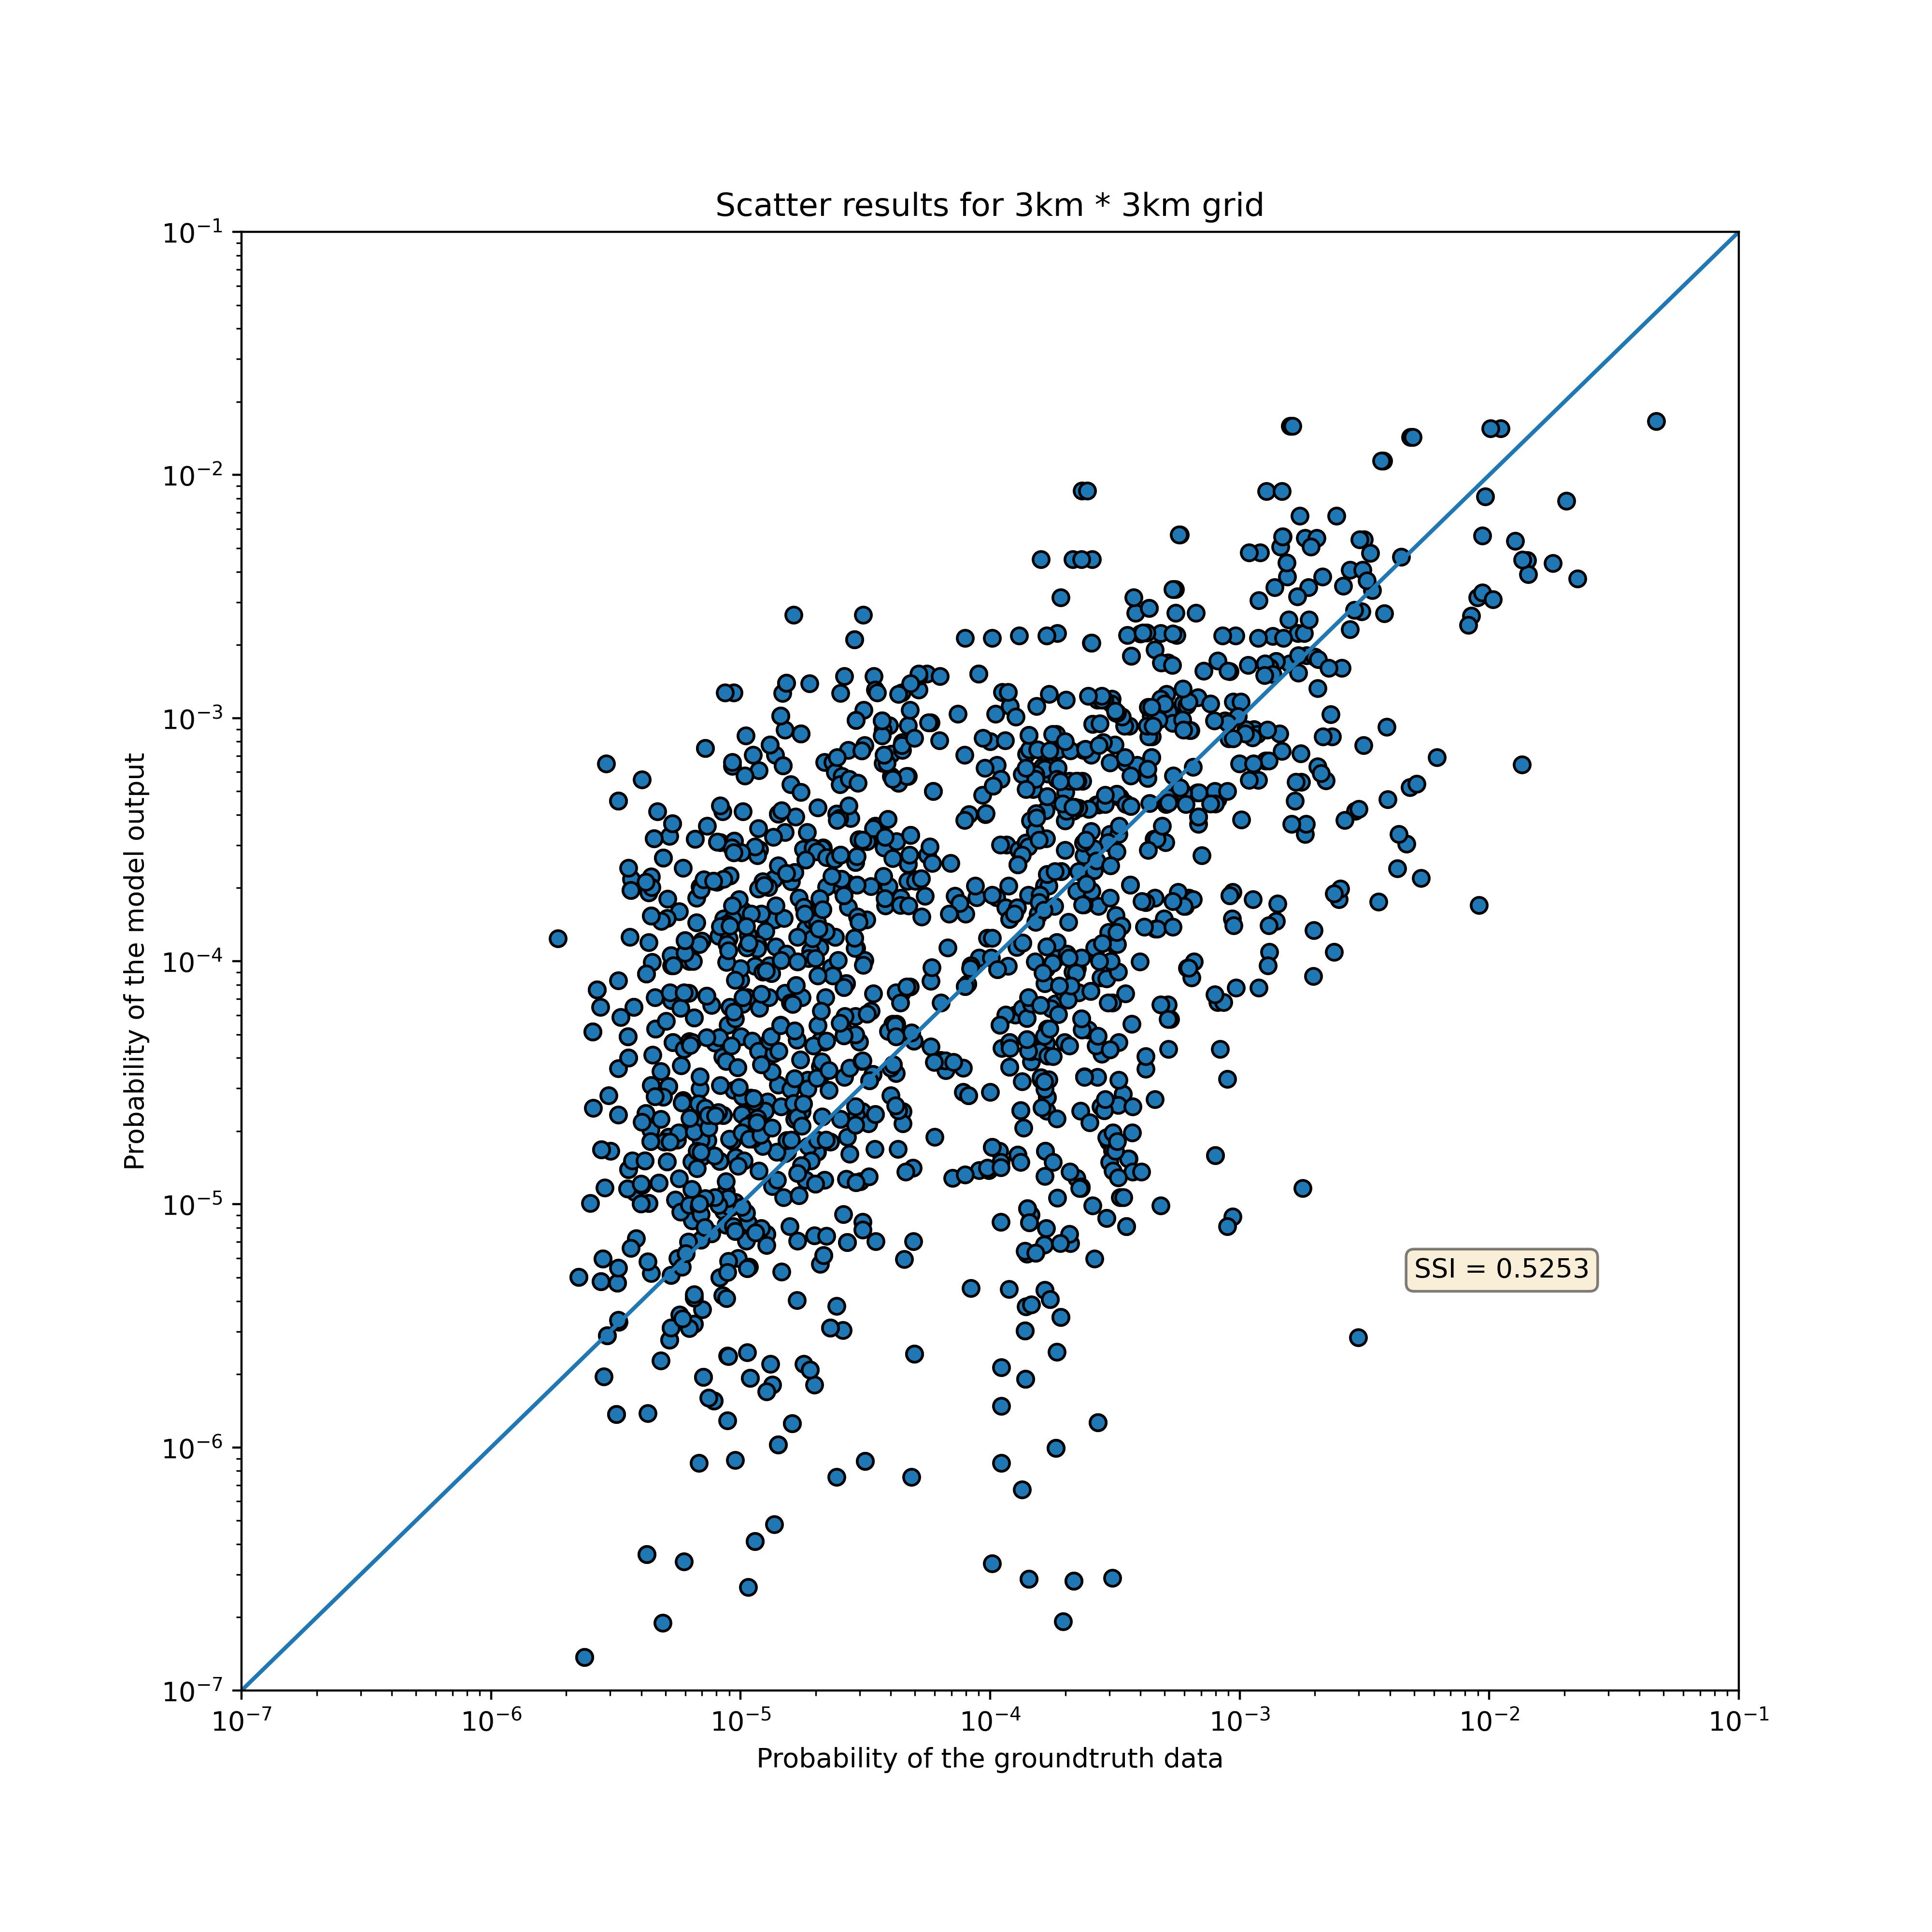 Scatter results for 3km * 3km grid
10⁻¹
10⁻²
10⁻³
10⁻⁴
10⁻⁵
10⁻⁶
10⁻⁷
Probability of the model output
SSI = 0.5253
10⁻⁷ 10⁻⁶ 10⁻⁵ 10⁻⁴ 10⁻³ 10⁻² 10⁻¹
Probability of the groundtruth data